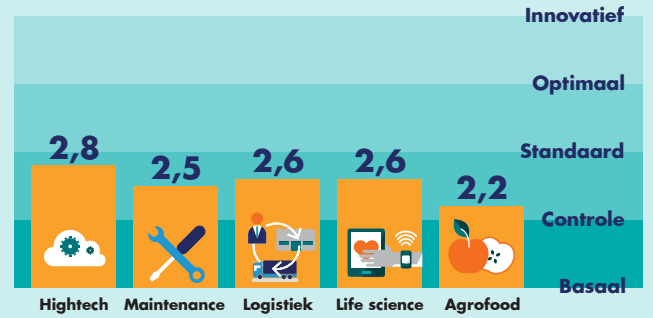 Innovatief
Optimaal
2,8
2,5
2,6
2,6
2,2
Standaard
Controle
Basaal
Hightech
Maintenance
Logistiek
Life science
Agrofood